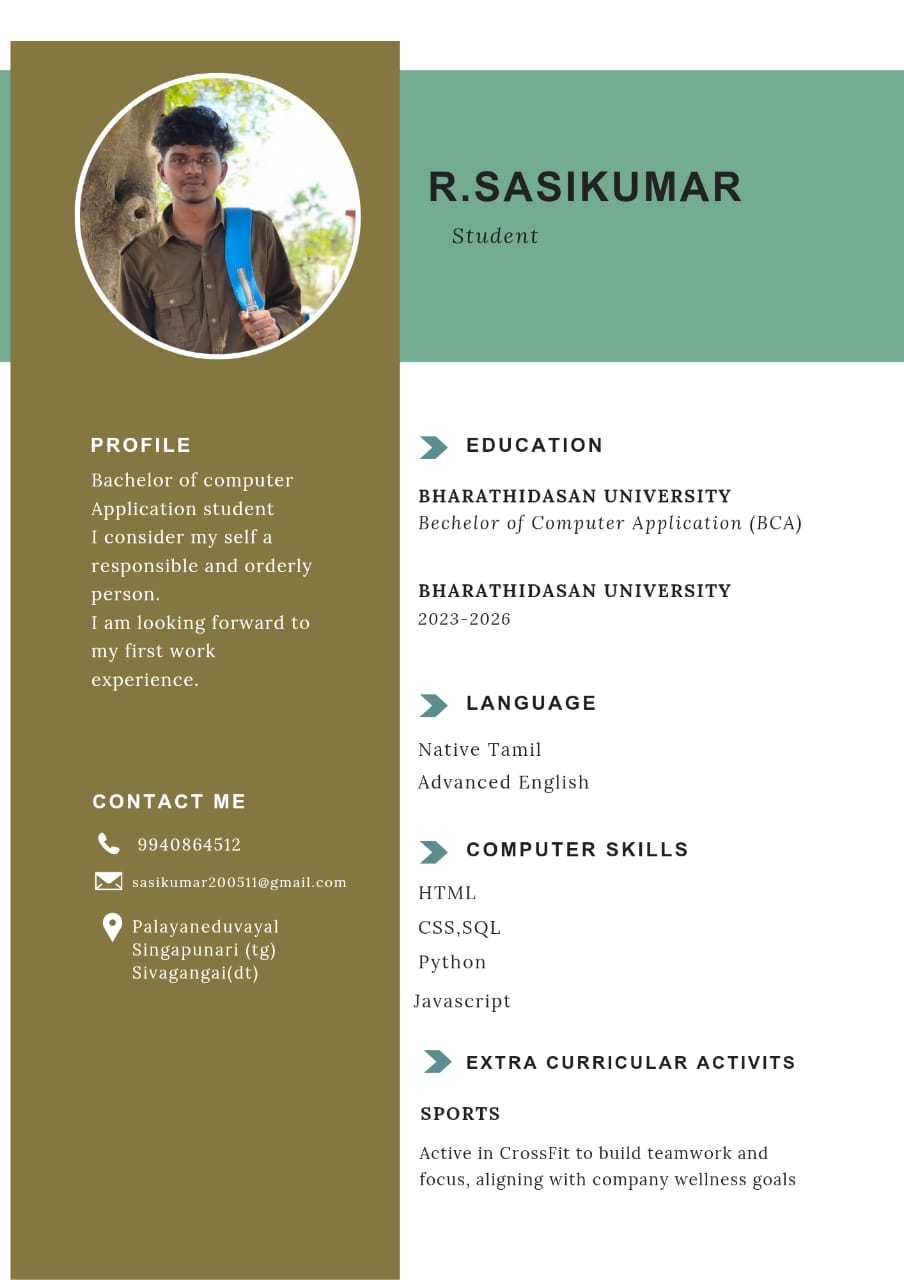 R.SASIKUMAR
Student
PROFILE
Bachelor of computer
Application student
I consider my self a
responsible and orderly
person.
I am looking forward to
my first work
experience.
CONTACT ME
9940864512
sasikumar200511@gmail.com
Palayaneduvayal
Singapunari (tg)
Sivagangai(dt)
EDUCATION
BHARATHIDASAN UNIVERSITY
Bechelor of Computer Application (BCA)
BHARATHIDASAN UNIVERSITY
2023-2026
LANGUAGE
Native Tamil
Advanced English
COMPUTER SKILLS
HTML
CSS,SQL
Python
Javascript
EXTRA CURRICULAR ACTIVITS
SPORTS
Active in CrossFit to build teamwork and
focus, aligning with company wellness goals